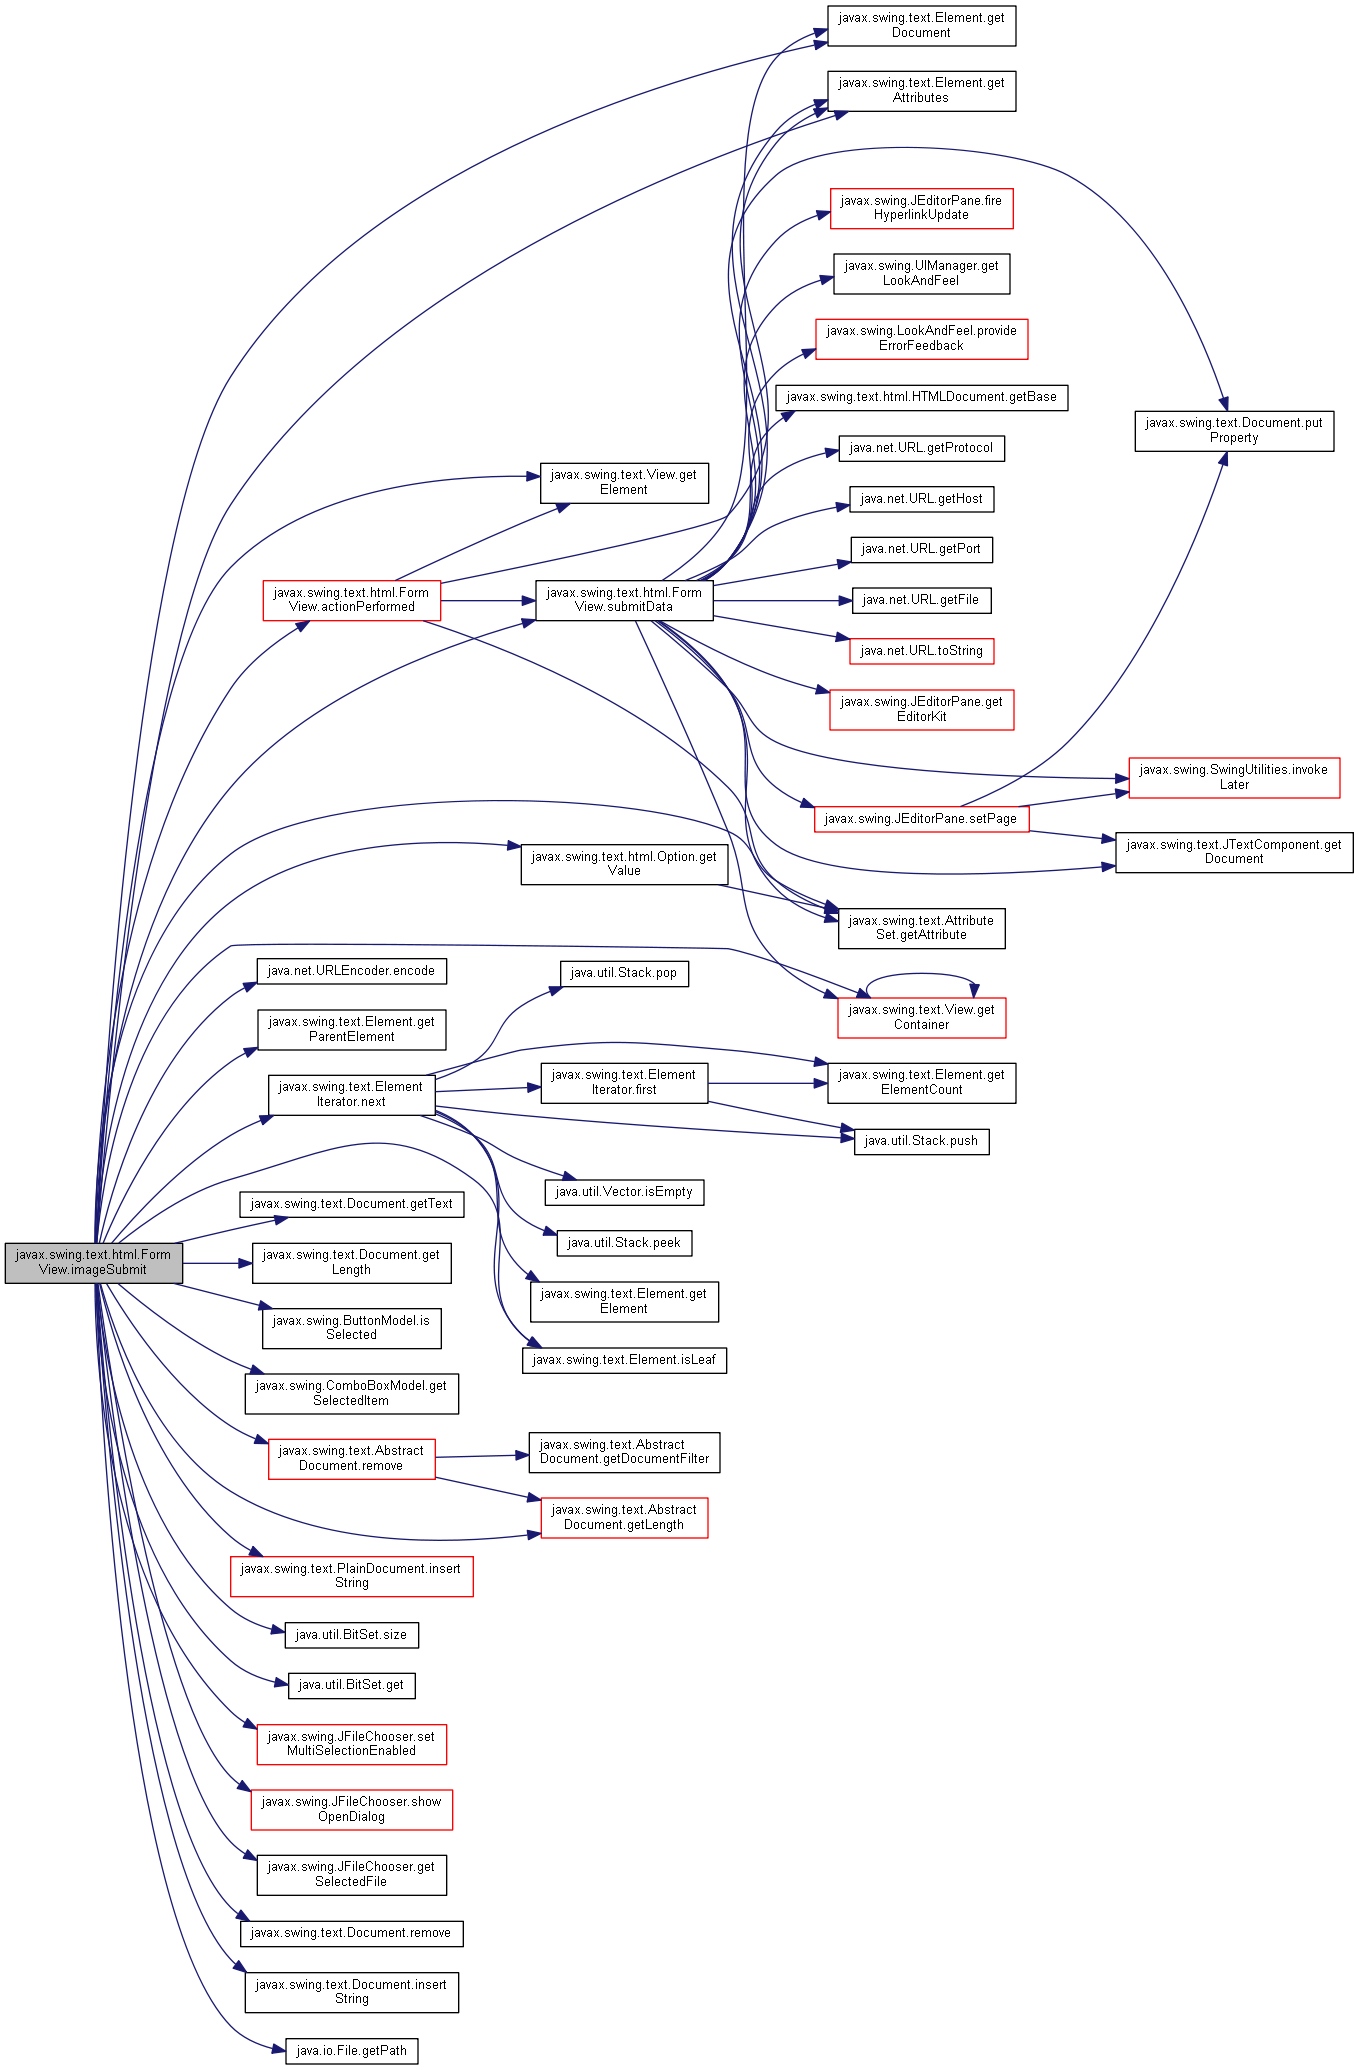 javax.swing.text.Element.get
Document
javax.swing.text.Element.get
Attributes
javax.swing.JEditorPane.fire
HyperlinkUpdate
javax.swing.UIManager.get
LookAndFeel
javax.swing.LookAndFeel.provide
ErrorFeedback
javax.swing.text.html.HTMLDocument.getBase
javax.swing.text.Document.put
Property
java.net.URL.getProtocol
javax.swing.text.View.get
Element
java.net.URL.getHost
java.net.URL.getPort
javax.swing.text.html.Form
View.actionPerformed
javax.swing.text.html.Form
View.submitData
java.net.URL.getFile
java.net.URL.toString
javax.swing.JEditorPane.get
EditorKit
javax.swing.SwingUtilities.invoke
Later
javax.swing.JEditorPane.setPage
javax.swing.text.JTextComponent.get
Document
javax.swing.text.html.Option.get
Value
javax.swing.text.Attribute
Set.getAttribute
java.net.URLEncoder.encode
java.util.Stack.pop
javax.swing.text.View.get
Container
javax.swing.text.Element.get
ParentElement
javax.swing.text.Element
Iterator.next
javax.swing.text.Element
Iterator.first
javax.swing.text.Element.get
ElementCount
java.util.Stack.push
java.util.Vector.isEmpty
javax.swing.text.Document.getText
java.util.Stack.peek
javax.swing.text.html.Form
View.imageSubmit
javax.swing.text.Document.get
Length
javax.swing.text.Element.get
Element
javax.swing.ButtonModel.is
Selected
javax.swing.text.Element.isLeaf
javax.swing.ComboBoxModel.get
SelectedItem
javax.swing.text.Abstract
Document.remove
javax.swing.text.Abstract
Document.getDocumentFilter
javax.swing.text.Abstract
Document.getLength
javax.swing.text.PlainDocument.insert
String
java.util.BitSet.size
java.util.BitSet.get
javax.swing.JFileChooser.set
MultiSelectionEnabled
javax.swing.JFileChooser.show
OpenDialog
javax.swing.JFileChooser.get
SelectedFile
javax.swing.text.Document.remove
javax.swing.text.Document.insert
String
java.io.File.getPath